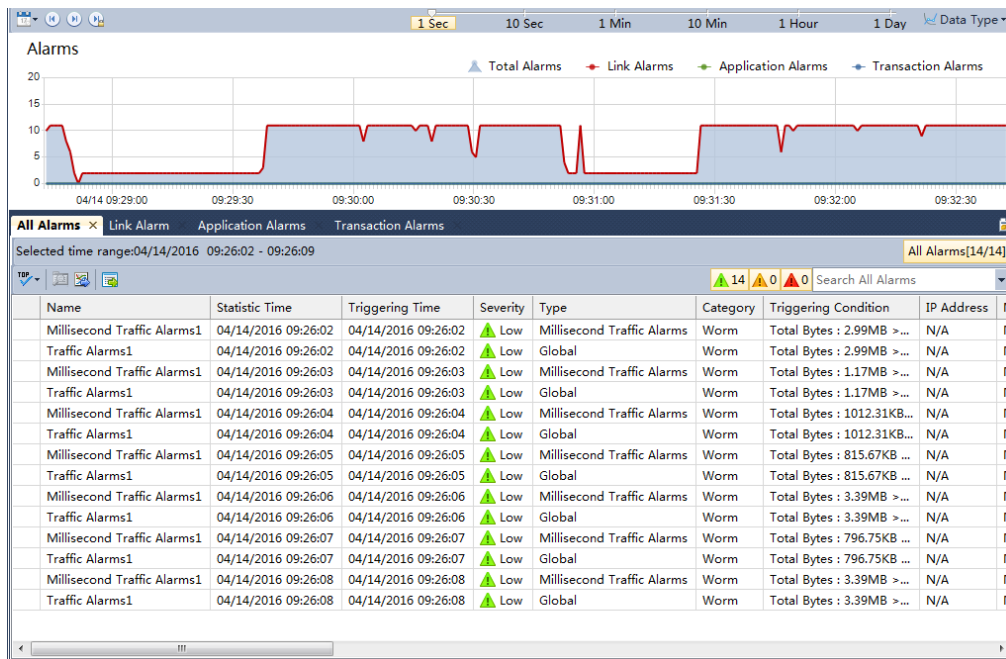 1 Sec 10 Sec 1 Min 10 Min 1 Hour 1 Day Data Type
Alarms
Total Alarms Link Alarms Application Alarms Transaction Alarms
20
15
10
5
0
04/14 09:29:00 09:29:30 09:30:00 09:30:30 09:31:00 09:31:30 09:32:00 09:32:30
All Alarms × Link Alarm Application Alarms Transaction Alarms
Selected time range:04/14/2016 09:26:02 - 09:26:09 All Alarms[14/14]
TOP 14 0 0 Search All Alarms
Name Statistic Time Triggering Time Severity Type Category Triggering Condition IP Address
Millisecond Traffic Alarms1 04/14/2016 09:26:02 04/14/2016 09:26:02 Low Millisecond Traffic Alarms Worm Total Bytes : 2.99MB >... N/A
Traffic Alarms1 04/14/2016 09:26:02 04/14/2016 09:26:02 Low Global Worm Total Bytes : 2.99MB >... N/A
Millisecond Traffic Alarms1 04/14/2016 09:26:03 04/14/2016 09:26:03 Low Millisecond Traffic Alarms Worm Total Bytes : 1.17MB >... N/A
Traffic Alarms1 04/14/2016 09:26:03 04/14/2016 09:26:03 Low Global Worm Total Bytes : 1.17MB >... N/A
Millisecond Traffic Alarms1 04/14/2016 09:26:04 04/14/2016 09:26:04 Low Millisecond Traffic Alarms Worm Total Bytes : 1012.31KB... N/A
Traffic Alarms1 04/14/2016 09:26:04 04/14/2016 09:26:04 Low Global Worm Total Bytes : 1012.31KB... N/A
Millisecond Traffic Alarms1 04/14/2016 09:26:05 04/14/2016 09:26:05 Low Millisecond Traffic Alarms Worm Total Bytes : 815.67KB ... N/A
Traffic Alarms1 04/14/2016 09:26:05 04/14/2016 09:26:05 Low Global Worm Total Bytes : 815.67KB ... N/A
Millisecond Traffic Alarms1 04/14/2016 09:26:06 04/14/2016 09:26:06 Low Millisecond Traffic Alarms Worm Total Bytes : 3.39MB >... N/A
Traffic Alarms1 04/14/2016 09:26:06 04/14/2016 09:26:06 Low Global Worm Total Bytes : 3.39MB >... N/A
Millisecond Traffic Alarms1 04/14/2016 09:26:07 04/14/2016 09:26:07 Low Millisecond Traffic Alarms Worm Total Bytes : 796.75KB ... N/A
Traffic Alarms1 04/14/2016 09:26:07 04/14/2016 09:26:07 Low Global Worm Total Bytes : 796.75KB ... N/A
Millisecond Traffic Alarms1 04/14/2016 09:26:08 04/14/2016 09:26:08 Low Millisecond Traffic Alarms Worm Total Bytes : 3.39MB >... N/A
Traffic Alarms1 04/14/2016 09:26:08 04/14/2016 09:26:08 Low Global Worm Total Bytes : 3.39MB >... N/A